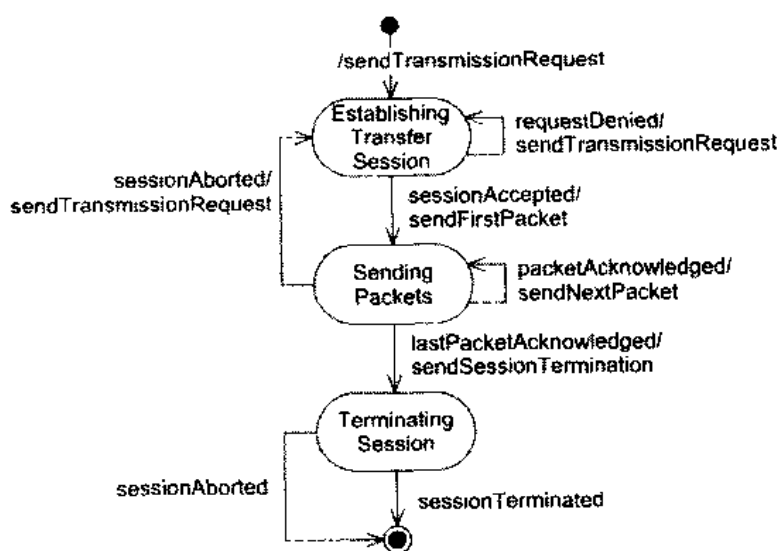 /sendTransmissionRequest
Establishing
Transfer
Session
requestDenied/
sendTransmissionRequest
sessionAborted/
sendTransmissionRequest
sessionAccepted/
sendFirstPacket
Sending
Packets
packetAcknowledged/
sendNextPacket
lastPacketAcknowledged/
sendSessionTermination
Terminating
Session
sessionAborted
sessionTerminated